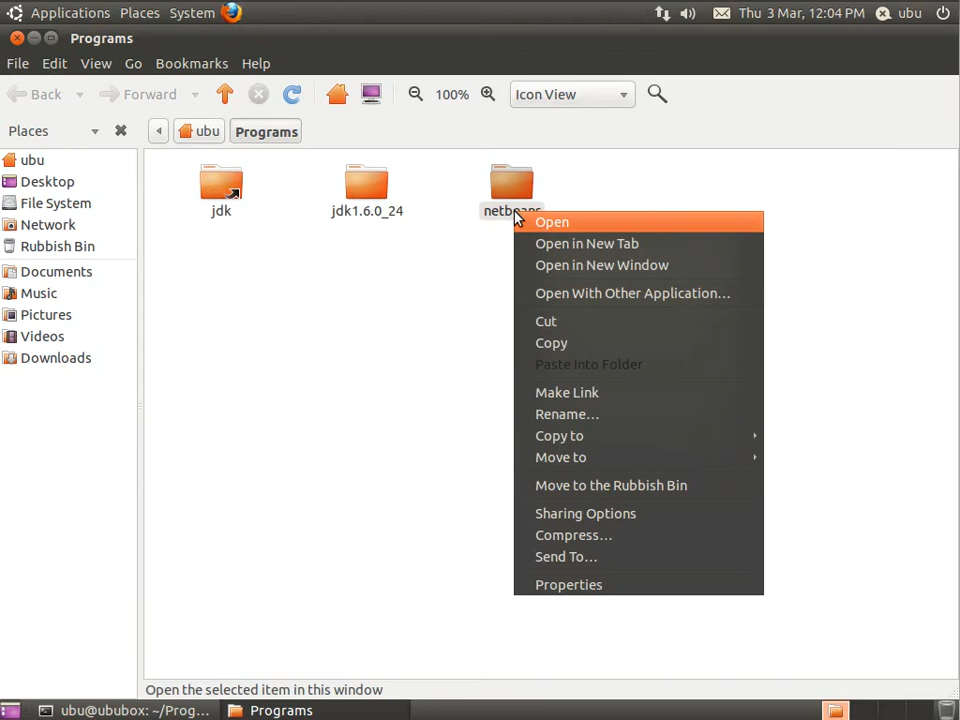 Applications Places System Thu 3 Mar, 12:04 PM ubu
Programs
File Edit View Go Bookmarks Help
Back Forward 100% Icon View
Places ubu Programs
ubu
Desktop
File System
Network
Rubbish Bin
Documents
Music
Pictures
Videos
Downloads
jdk jdk1.6.0_24 netbeans
Open
Open in New Tab
Open in New Window
Open With Other Application...
Cut
Copy
Paste Into Folder
Make Link
Rename...
Copy to
Move to
Move to the Rubbish Bin
Sharing Options
Compress...
Send To...
Properties
Open the selected item in this window
ubu@ububox: ~/Prog... Programs